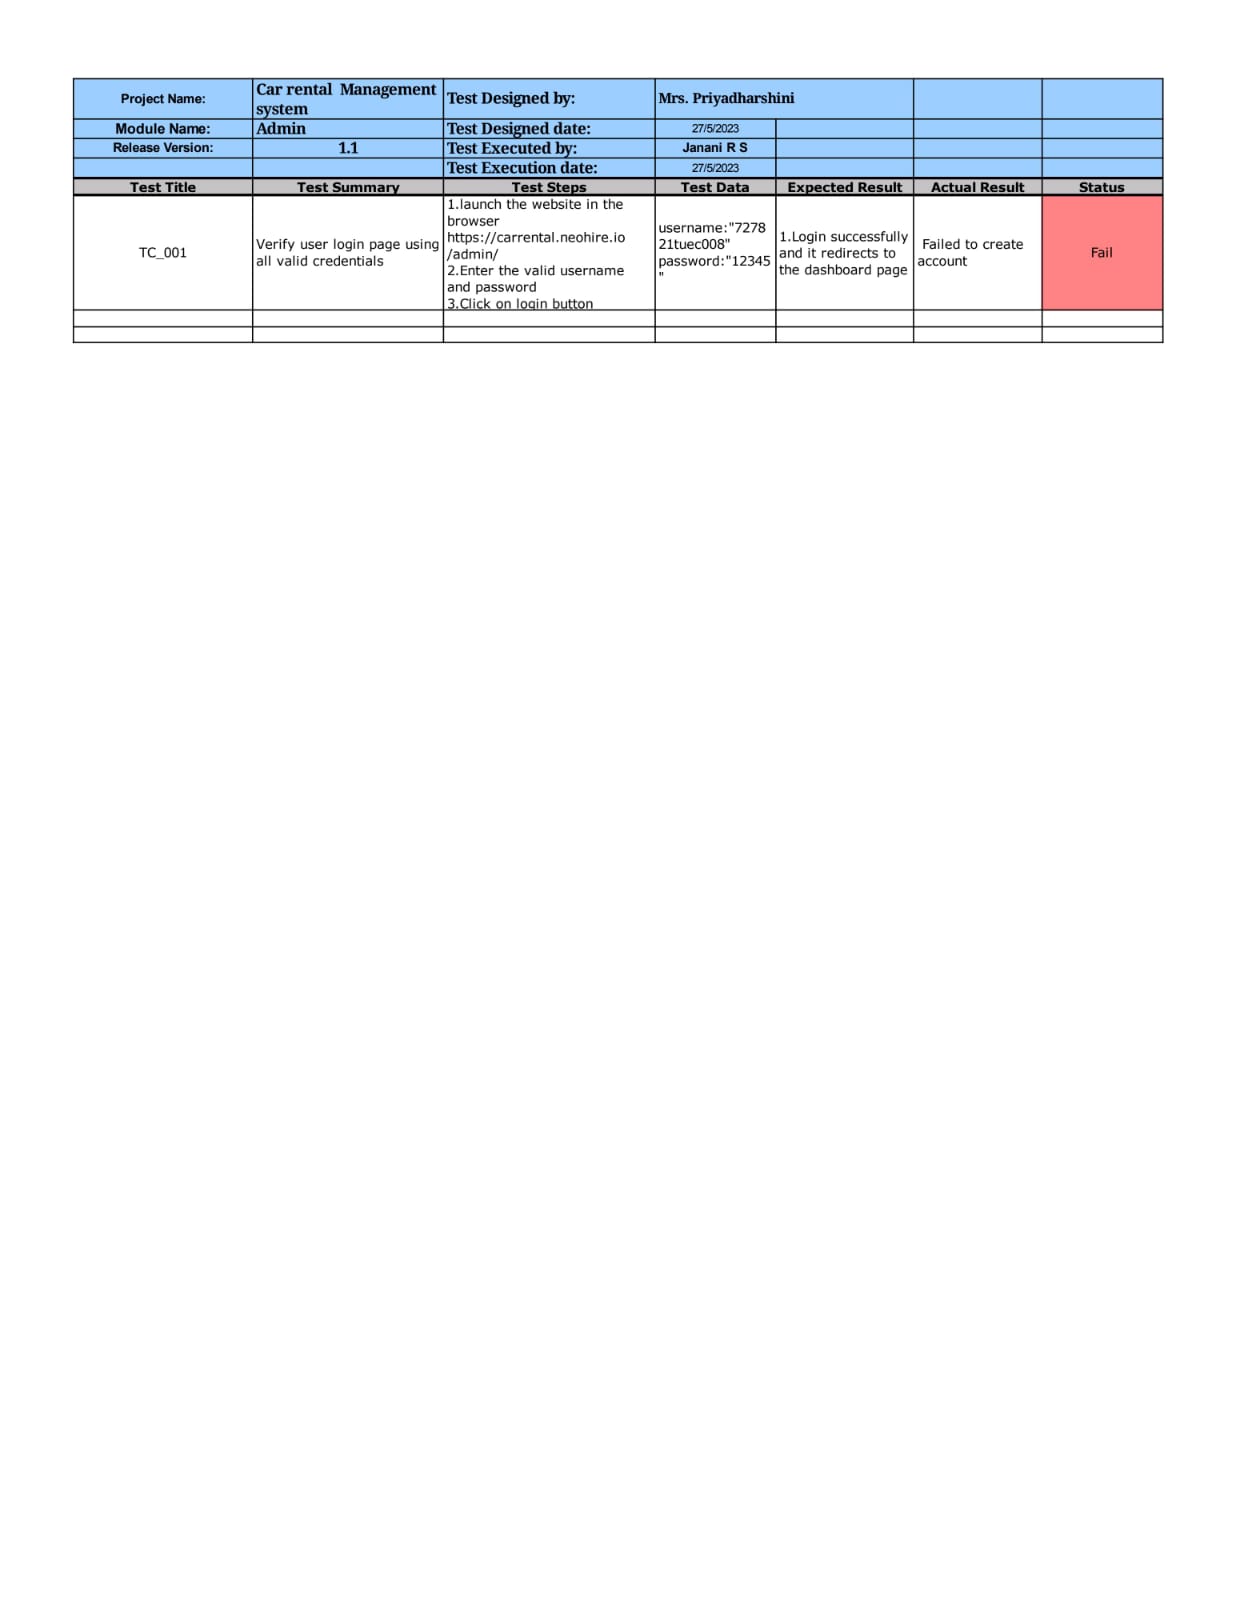 Project Name: Car rental  Management system Test Designed by: Mrs. Priyadharshini
Module Name: Admin Test Designed date: 27/5/2023
Release Version: 1.1 Test Executed by: Janani R S
Test Execution date: 27/5/2023
Test Title Test Summary Test Steps Test Data Expected Result Actual Result Status
TC_001
Verify user login page using
all valid credentials
1.launch the website in the
browser
https://carrental.neohire.io
/admin/
2.Enter the valid username
and password
3.Click on login button
username:"7278
21tuec008"
password:"12345
"
1.Login successfully
and it redirects to
the dashboard page
Failed to create
account
Fail